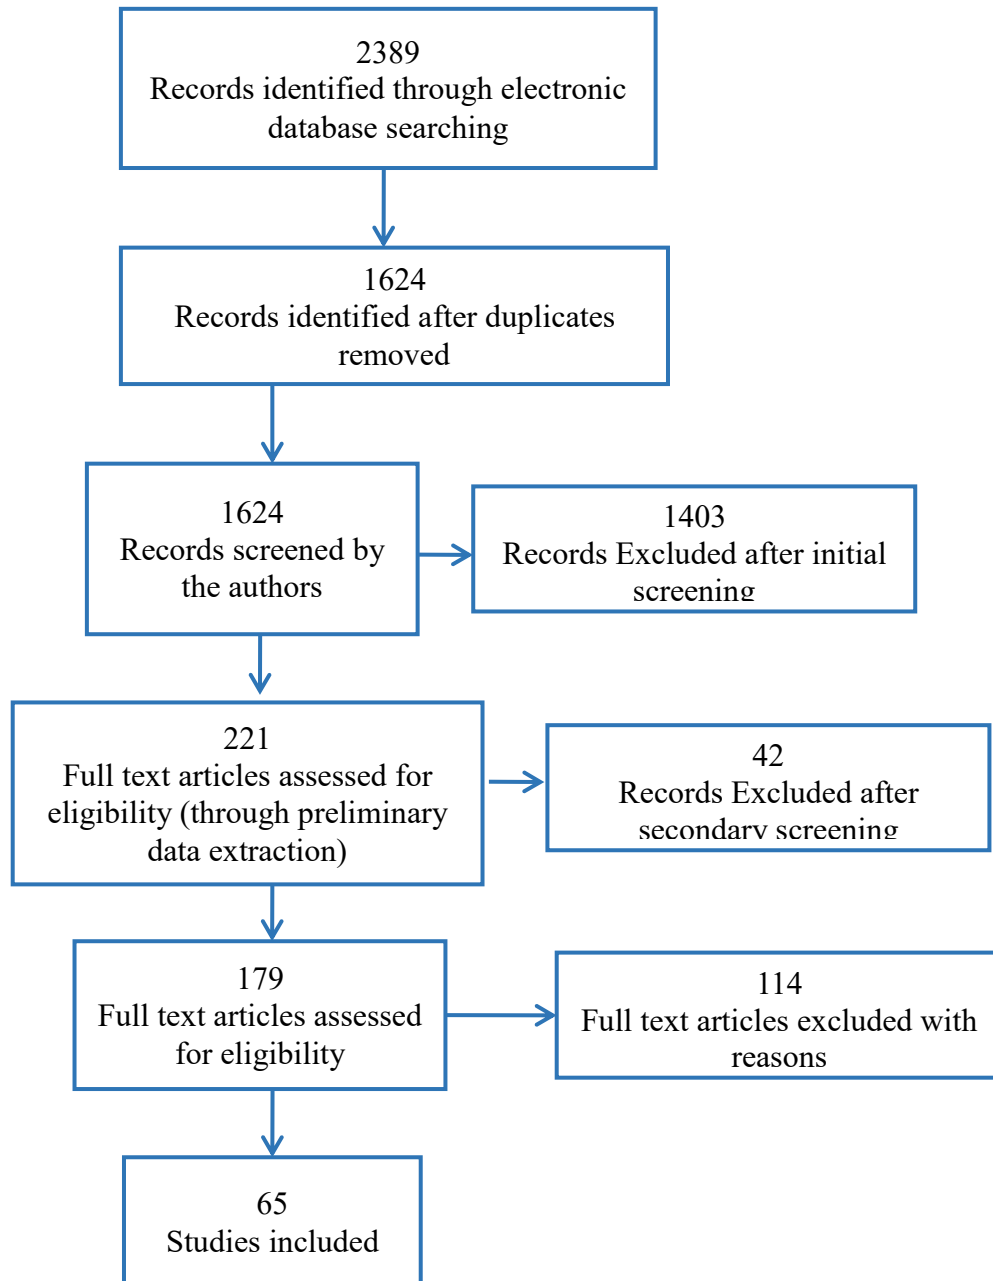 2389
Records identified through electronic
database searching
1624
Records identified after duplicates
removed
1624
Records screened by
the authors
1403
Records Excluded after initial
screening
221
Full text articles assessed for
eligibility (through preliminary
data extraction)
42
Records Excluded after
secondary screening
179
Full text articles assessed
for eligibility
114
Full text articles excluded with
reasons
65
Studies included